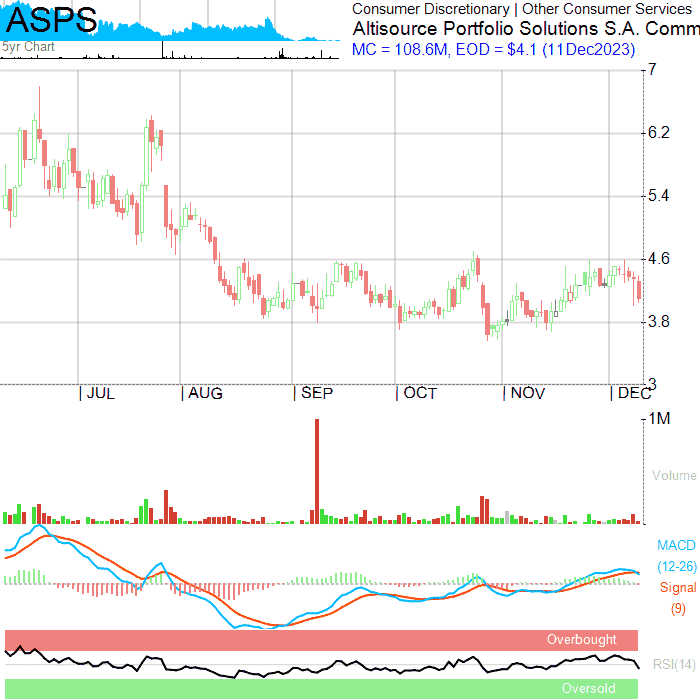 ASPS
5yr Chart
Consumer Discretionary | Other Consumer Services
Altisource Portfolio Solutions S.A. Comm
MC = 108.6M, EOD = $4.1 (11Dec2023)
7
6.2
5.4
4.6
3.8
3
JUL AUG SEP OCT NOV DEC
1M
Volume
MACD
(12-26)
Signal
(9)
Overbought
RSI(14)
Oversold